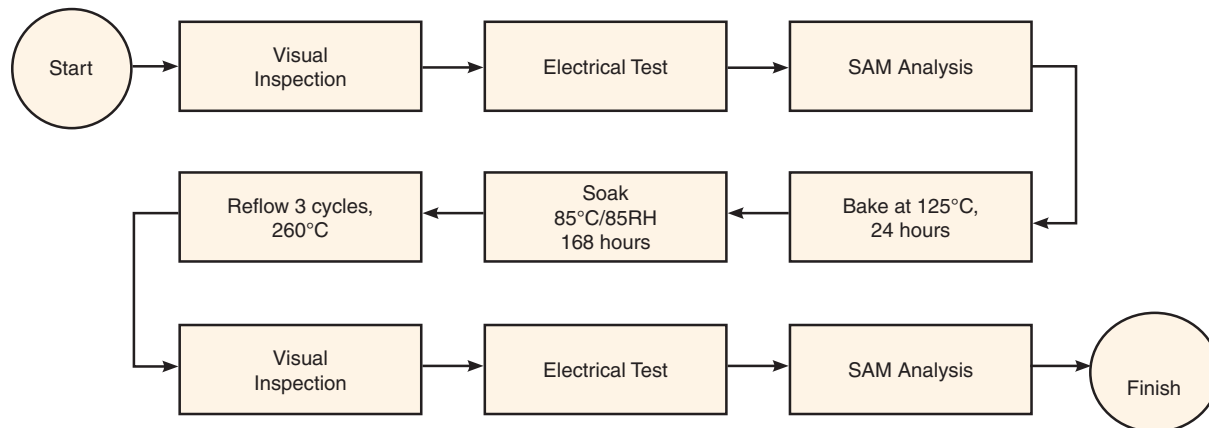 Start
Visual
Inspection
Electrical Test
SAM Analysis
Bake at 125°C,
24 hours
Soak
85°C/85RH
168 hours
Reflow 3 cycles,
260°C
Visual
Inspection
Electrical Test
SAM Analysis
Finish